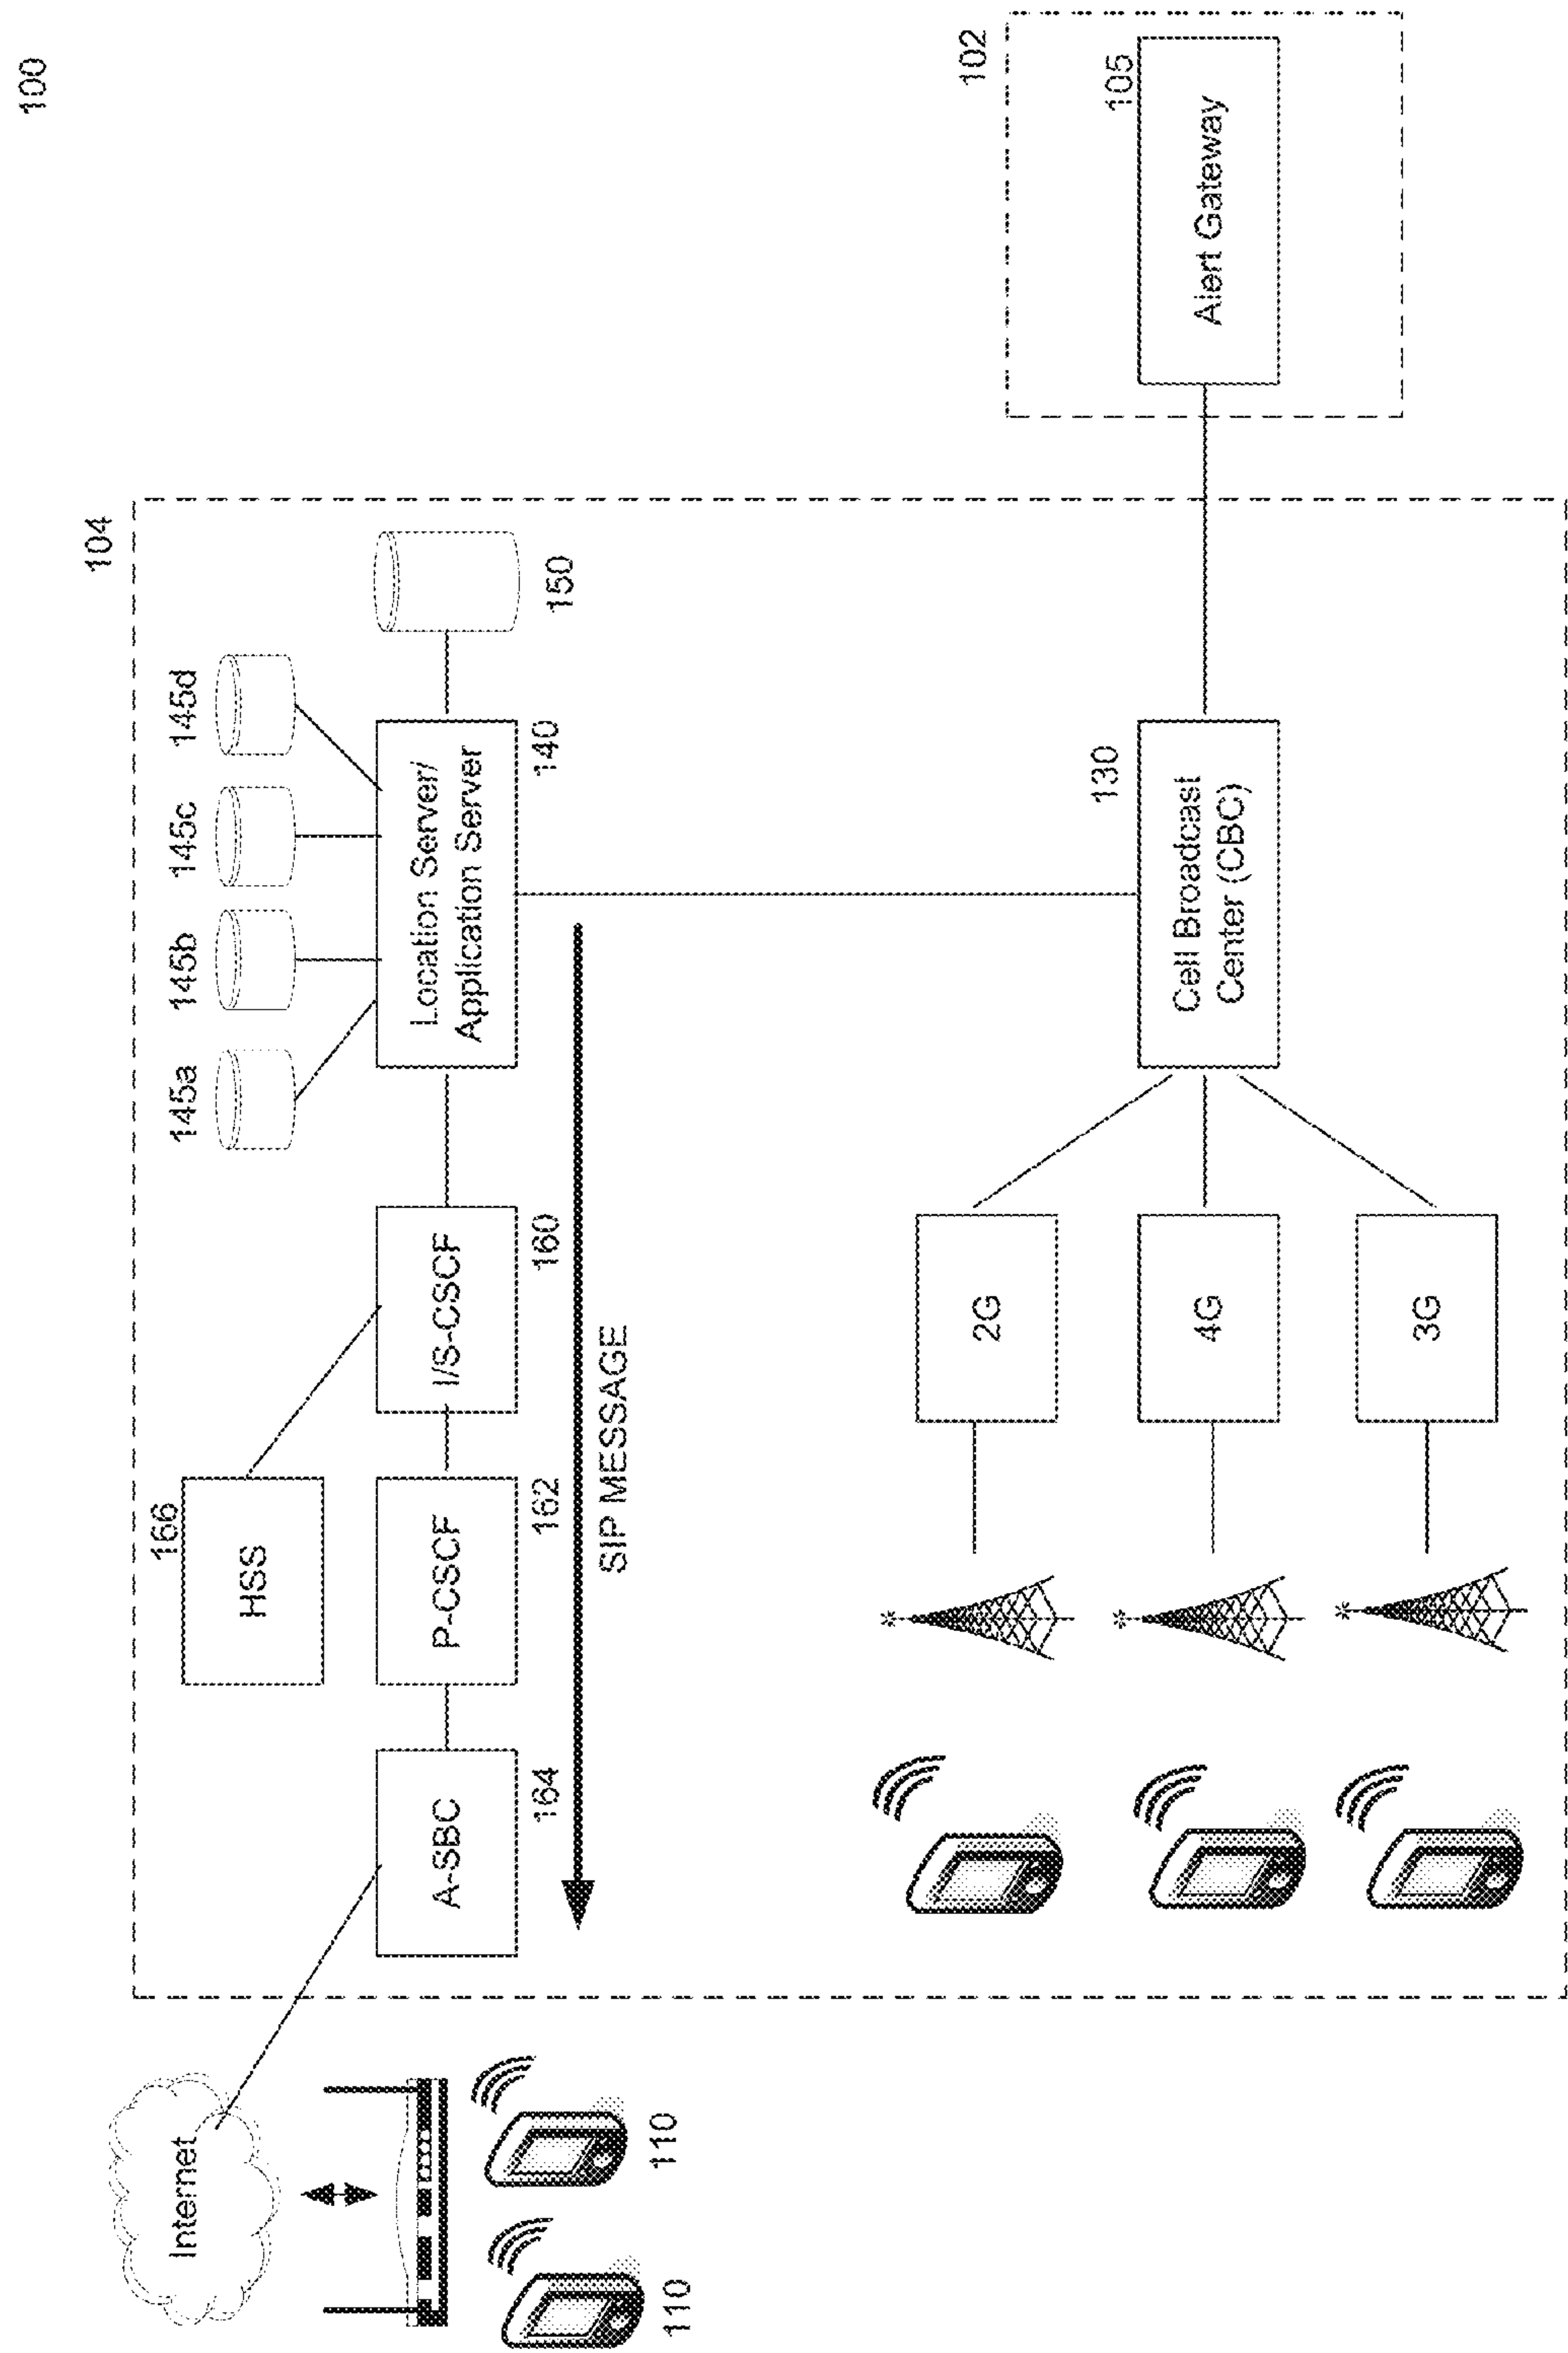 100
104
145a
145b
145c
145d
166
HSS
Internet
A-SBC
164
P-CSCF
162
I/S-CSCF
160
Location Server/
Application Server
140
150
SIP MESSAGE
110
110
102
105
Alert Gateway
130
Cell Broadcast
Center (CBC)
2G
4G
3G